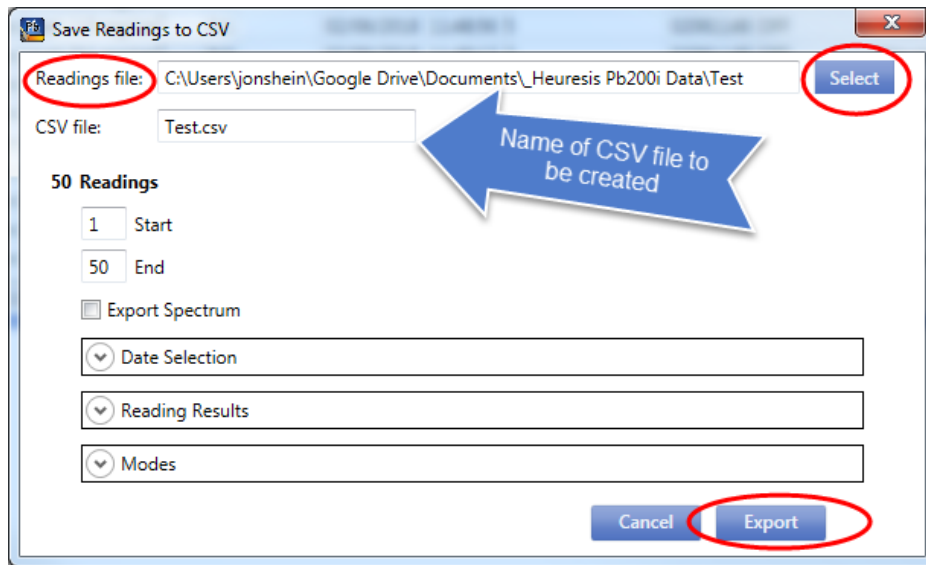 Pb Save Readings to CSV
Readings file: C:\Users\jonshein\Google Drive\Documents\_Heuresis Pb200i Data\Test Select
CSV file: Test.csv
Name of CSV file to
be created
50 Readings
1 Start
50 End
Export Spectrum
Date Selection
Reading Results
Modes
Cancel Export